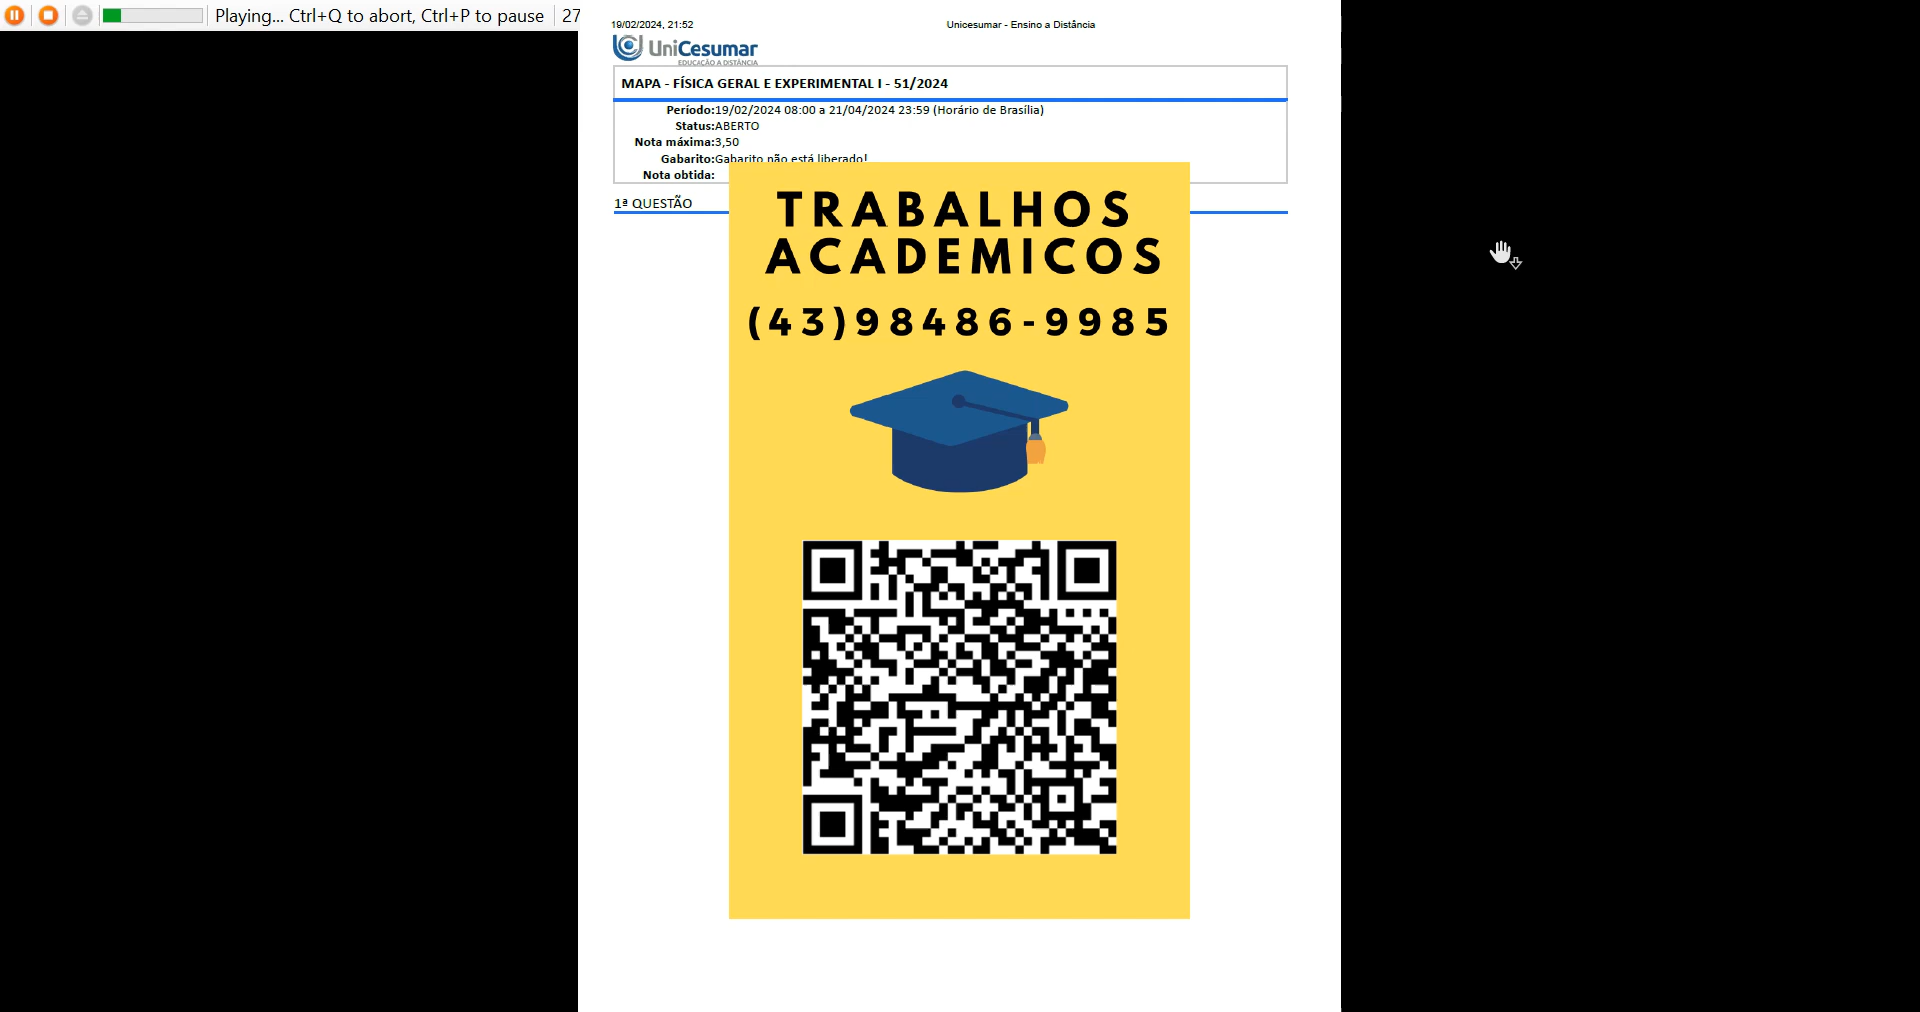 Playing... Ctrl+Q to abort, Ctrl+P to pause
27
19/02/2024, 21:52
Unicesumar - Ensino a Distância
UniCesumar
EDUCAÇÃO A DISTÂNCIA
MAPA - FÍSICA GERAL E EXPERIMENTAL I - 51/2024
Período:19/02/2024 08:00 a 21/04/2024 23:59 (Horário de Brasília)
Status:ABERTO
Nota máxima:3,50
Gabarito:Gabarito não está liberado!
Nota obtida:
1ª QUESTÃO
TRABALHOS
ACADEMICOS
(43)98486-9985